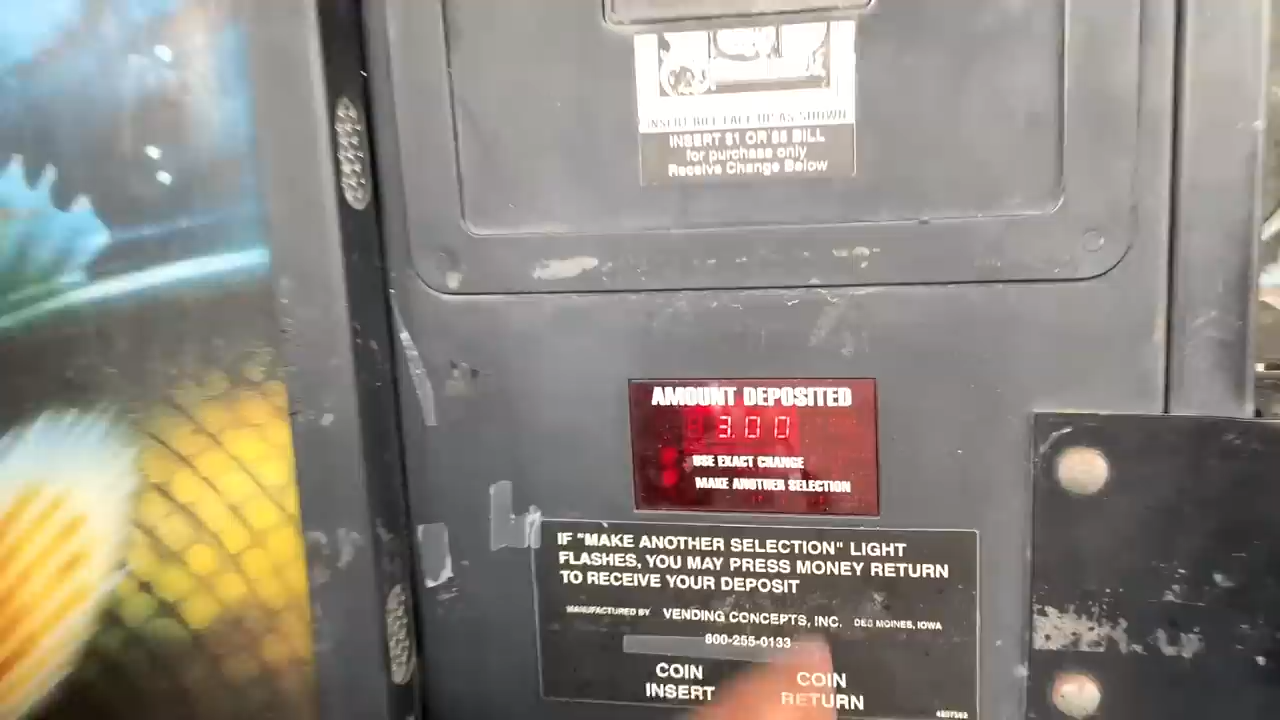 INSERT BILL FACE UP AS SHOWN
INSERT $1 OR $5 BILL
for purchase only
Receive Change Below
AMOUNT DEPOSITED
3.00
USE EXACT CHANGE
MAKE ANOTHER SELECTION
IF "MAKE ANOTHER SELECTION" LIGHT
FLASHES, YOU MAY PRESS MONEY RETURN
TO RECEIVE YOUR DEPOSIT
MANUFACTURED BY VENDING CONCEPTS, INC. DES MOINES, IOWA
800-255-0133
COIN INSERT
COIN RETURN